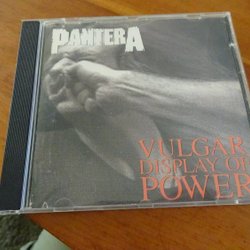 PANTERA
VULGAR
DISPLAY OF
POWER